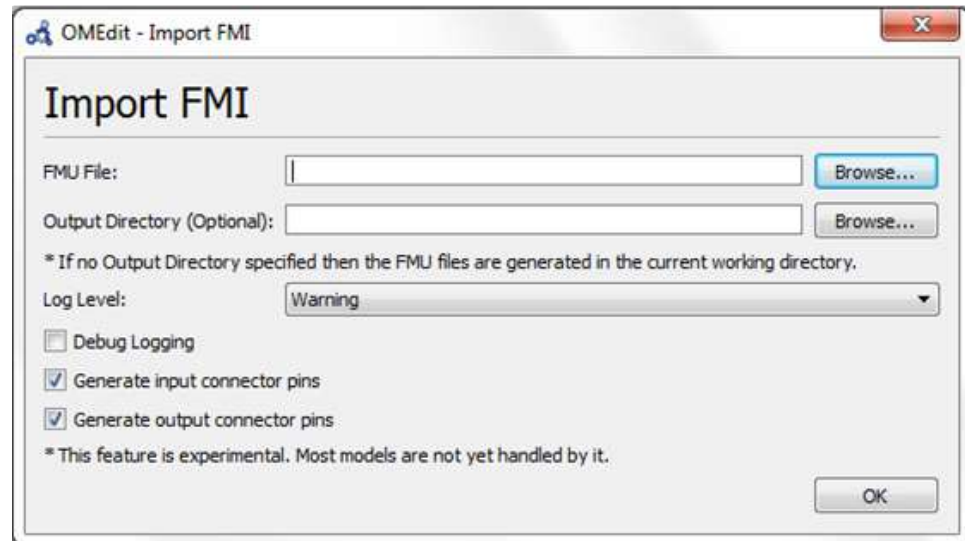 OMEdit - Import FMI
Import FMI
FMU File: Browse...
Output Directory (Optional): Browse...
* If no Output Directory specified then the FMU files are generated in the current working directory.
Log Level: Warning
Debug Logging
Generate input connector pins
Generate output connector pins
* This feature is experimental. Most models are not yet handled by it.
OK